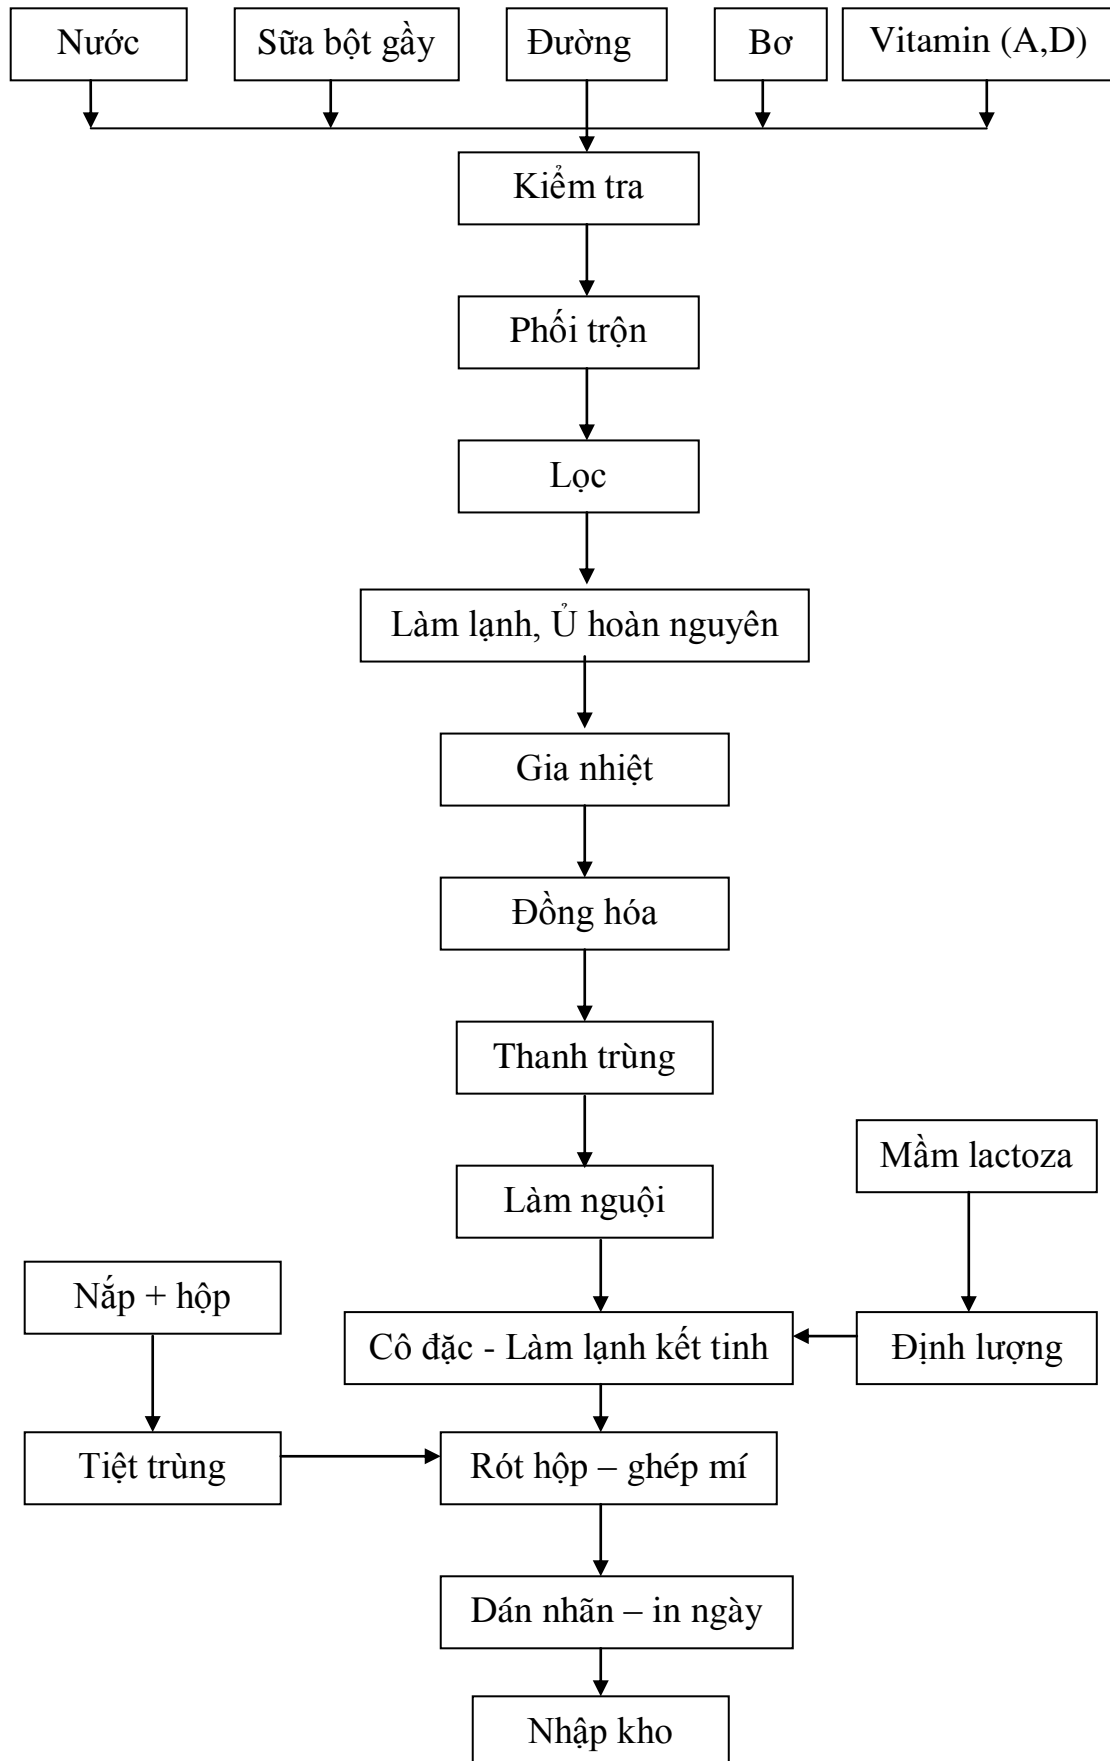 Nước
Sữa bột gầy
Đường
Bơ
Vitamin (A,D)
Kiểm tra
Phối trộn
Lọc
Làm lạnh, Ủ hoàn nguyên
Gia nhiệt
Đồng hóa
Thanh trùng
Mầm lactoza
Làm nguội
Nắp + hộp
Cô đặc - Làm lạnh kết tinh
Định lượng
Tiệt trùng
Rót hộp – ghép mí
Dán nhãn – in ngày
Nhập kho